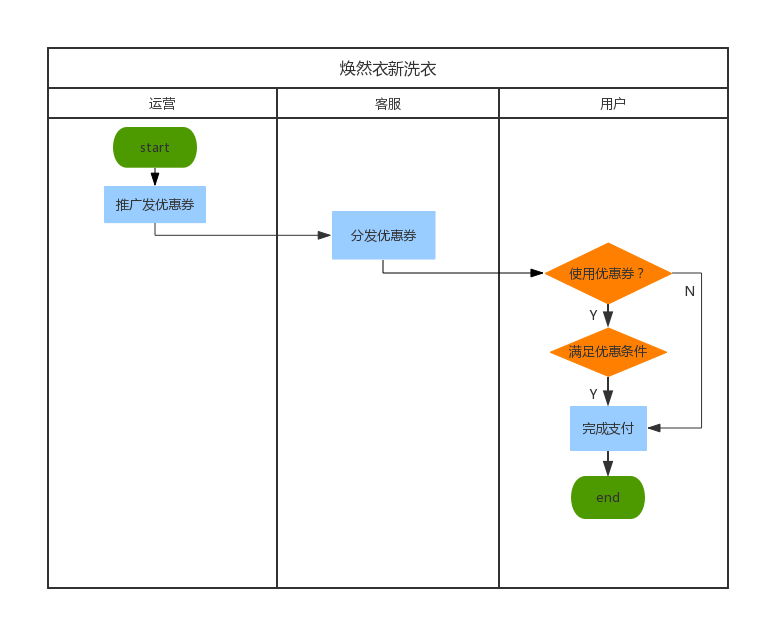 焕然衣新洗衣
运营
客服
用户
start
推广发优惠券
分发优惠券
使用优惠券？
N
Y
满足优惠条件
Y
完成支付
end